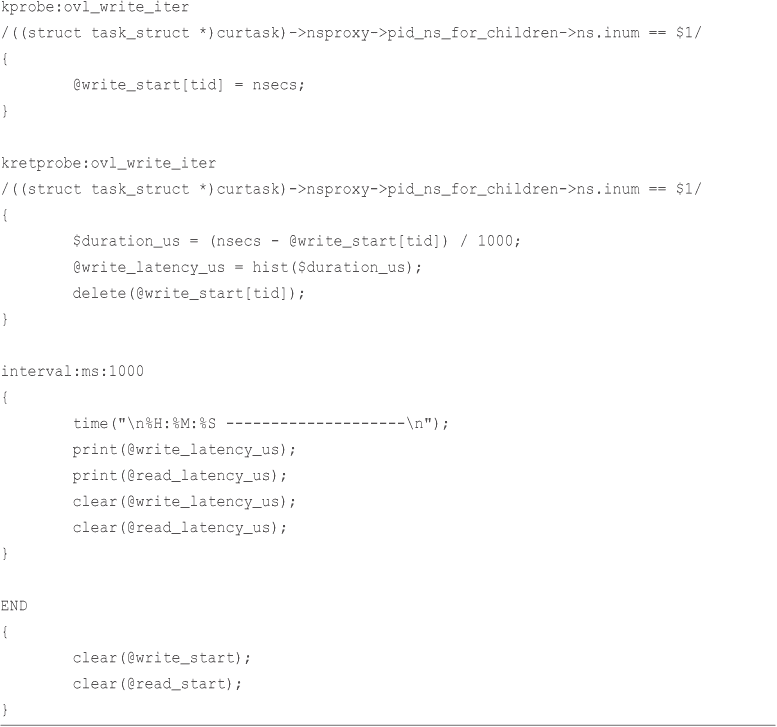 kprobe:ovl_write_iter
/((struct task_struct *)curtask)->nsproxy->pid_ns_for_children->ns.inum == $1/
{
        @write_start[tid] = nsecs;
}

kretprobe:ovl_write_iter
/((struct task_struct *)curtask)->nsproxy->pid_ns_for_children->ns.inum == $1/
{
        $duration_us = (nsecs - @write_start[tid]) / 1000;
        @write_latency_us = hist($duration_us);
        delete(@write_start[tid]);
}

interval:ms:1000
{
        time("\n%H:%M:%S --------------------\n");
        print(@write_latency_us);
        print(@read_latency_us);
        clear(@write_latency_us);
        clear(@read_latency_us);
}

END
{
        clear(@write_start);
        clear(@read_start);
}